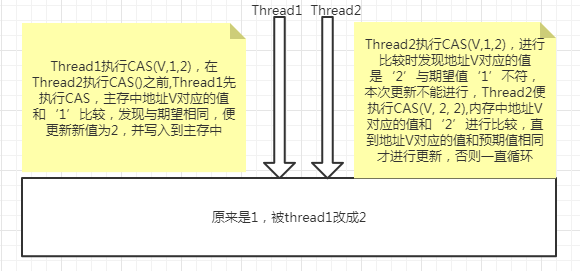 Thread1 Thread2
Thread1执行CAS(V,1,2)，在
Thread2执行CAS()之前,Thread1先
执行CAS，主存中地址V对应的值
和‘1’比较，发现与期望相同，便
更新新值为2，并写入到主存中
Thread2执行CAS(V,1,2)，进行
比较时发现地址V对应的值
是‘2’与期望值‘1’不符，
本次更新不能进行，Thread2便
执行CAS(V, 2, 2),内存中地址V
对应的值和‘2’进行比较，直
到地址V对应的值和预期值相同
才进行更新，否则一直循环
原来是1，被thread1改成2